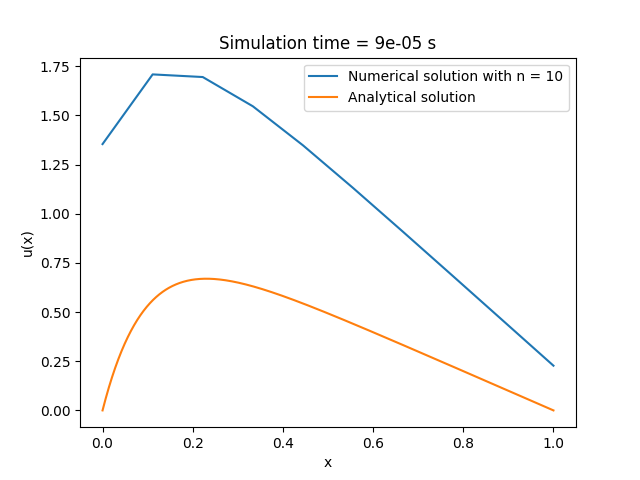 Simulation time = 9e-05 s
Numerical solution with n = 10
Analytical solution
1.75
1.50
1.25
1.00
0.75
0.50
0.25
0.00
u(x)
0.0 0.2 0.4 0.6 0.8 1.0
x